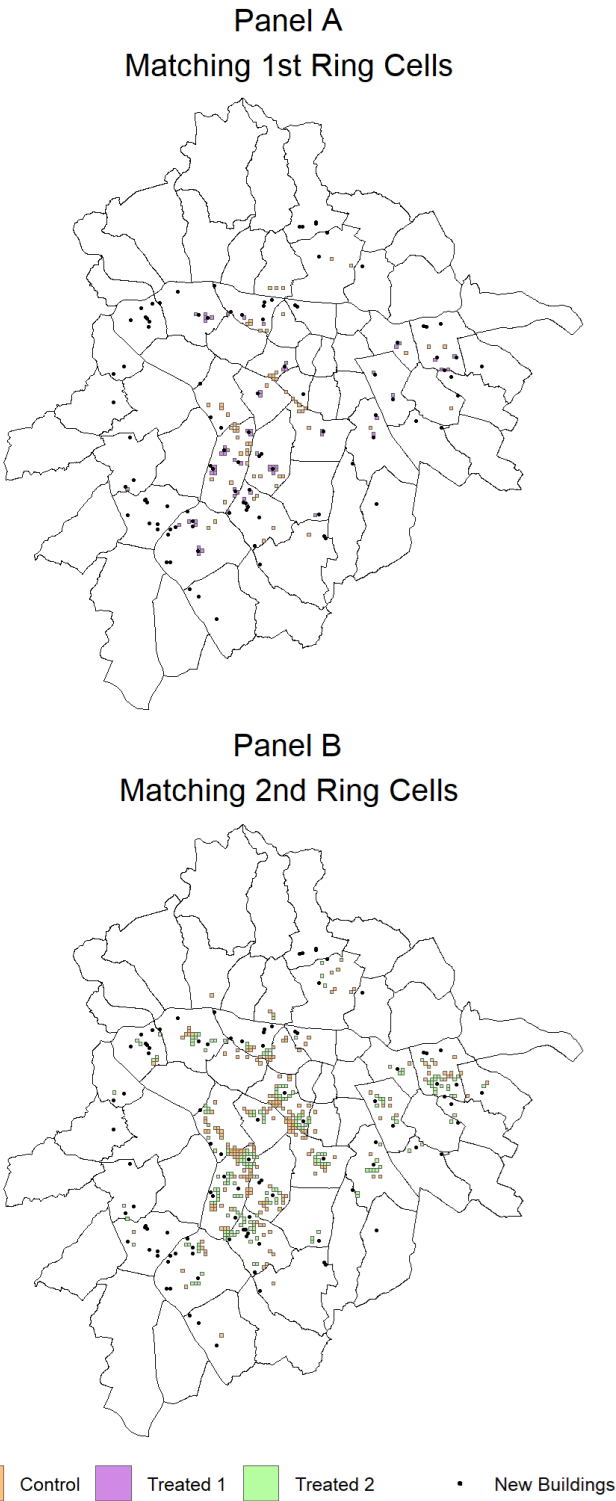 Panel A
Matching 1st Ring Cells
Panel B
Matching 2nd Ring Cells
Control Treated 1 Treated 2 New Buildings